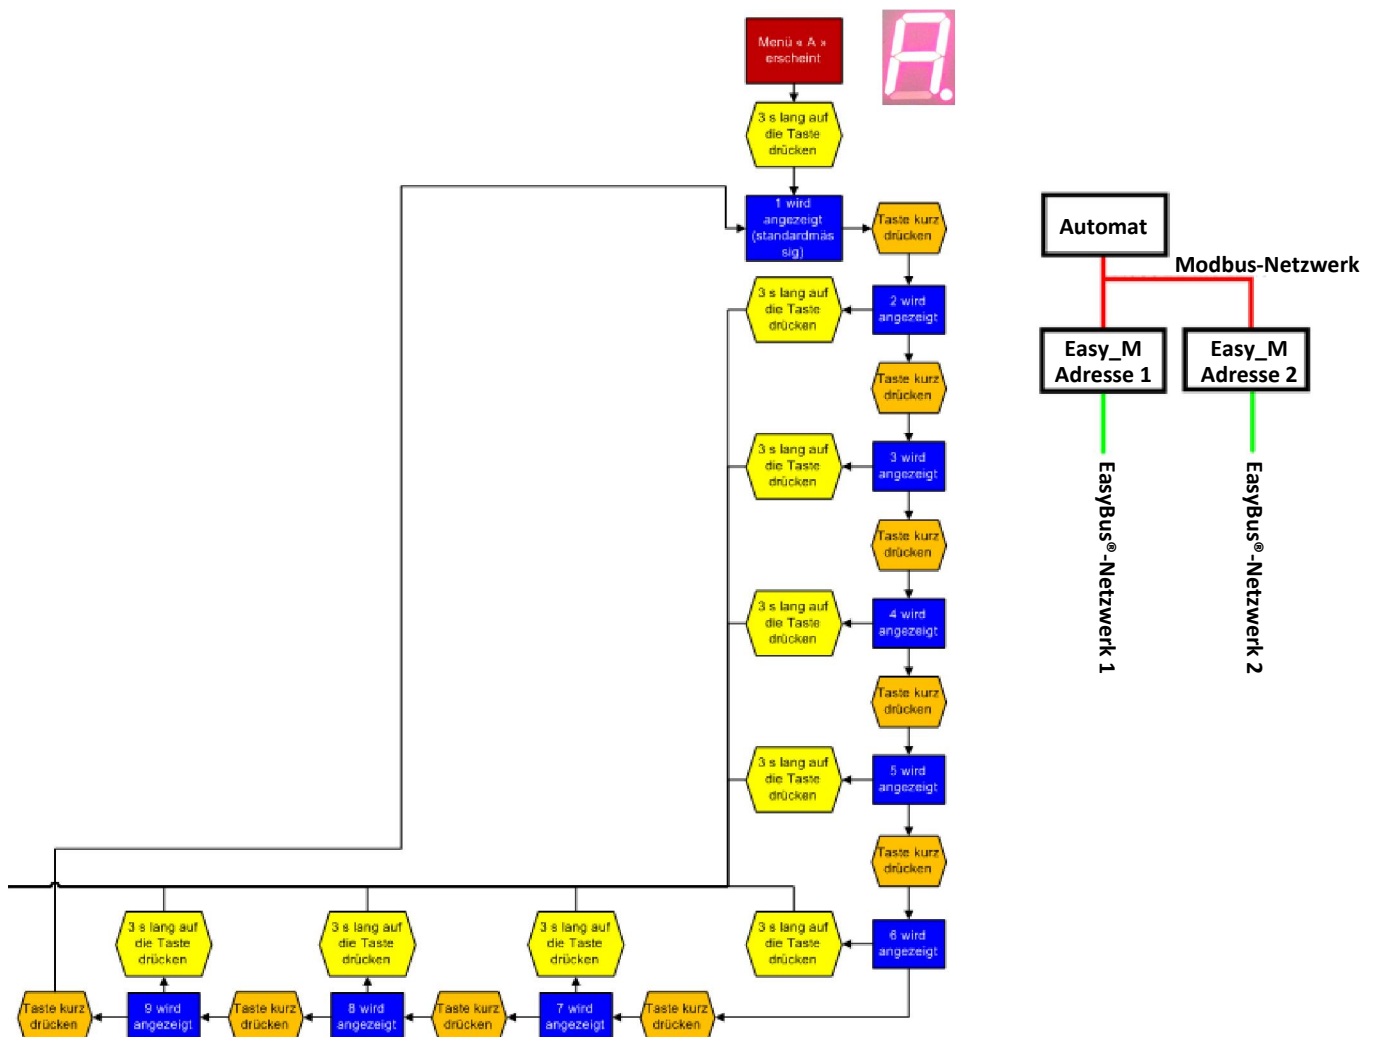 Menü « A »
erscheint
A.
3 s lang auf
die Taste
drücken
1 wird
angezeigt
(standardmäs
sig)
Taste kurz
drücken
3 s lang auf
die Taste
drücken
2 wird
angezeigt
Taste kurz
drücken
3 s lang auf
die Taste
drücken
3 wird
angezeigt
Taste kurz
drücken
3 s lang auf
die Taste
drücken
4 wird
angezeigt
Taste kurz
drücken
3 s lang auf
die Taste
drücken
5 wird
angezeigt
Taste kurz
drücken
3 s lang auf
die Taste
drücken
6 wird
angezeigt
Taste kurz
drücken
7 wird
angezeigt
3 s lang auf
die Taste
drücken
Taste kurz
drücken
8 wird
angezeigt
3 s lang auf
die Taste
drücken
Taste kurz
drücken
9 wird
angezeigt
3 s lang auf
die Taste
drücken
Taste kurz
drücken
Automat
Modbus-Netzwerk
Easy_M
Adresse 1
Easy_M
Adresse 2
EasyBus®-Netzwerk 1
EasyBus®-Netzwerk 2